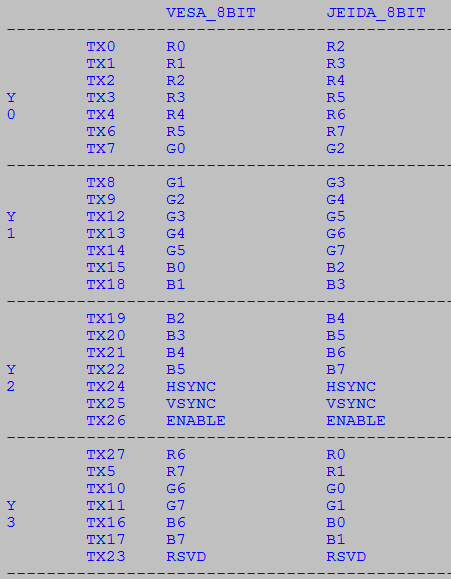 VESA_8BIT JEIDA_8BIT
---------------------------------------------
TX0 R0 R2
TX1 R1 R3
TX2 R2 R4
Y TX3 R3 R5
0 TX4 R4 R6
TX6 R5 R7
TX7 G0 G2
---------------------------------------------
TX8 G1 G3
TX9 G2 G4
Y TX12 G3 G5
1 TX13 G4 G6
TX14 G5 G7
TX15 B0 B2
TX18 B1 B3
---------------------------------------------
TX19 B2 B4
TX20 B3 B5
TX21 B4 B6
Y TX22 B5 B7
2 TX24 HSYNC HSYNC
TX25 VSYNC VSYNC
TX26 ENABLE ENABLE
---------------------------------------------
TX27 R6 R0
TX5 R7 R1
TX10 G6 G0
Y TX11 G7 G1
3 TX16 B6 B0
TX17 B7 B1
TX23 RSVD RSVD
---------------------------------------------